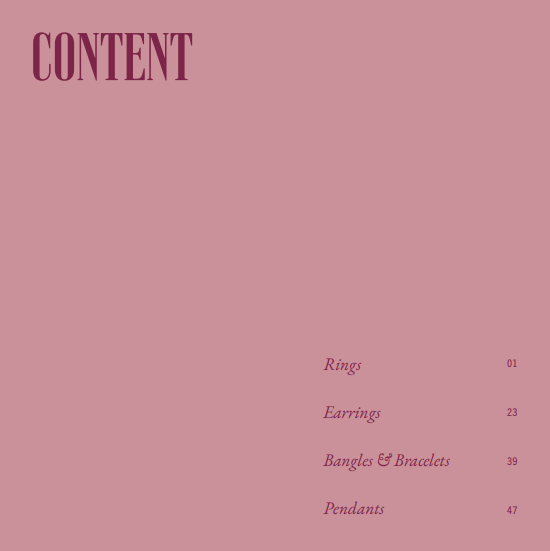 CONTENT
Rings 01
Earrings 23
Bangles & Bracelets 39
Pendants 47